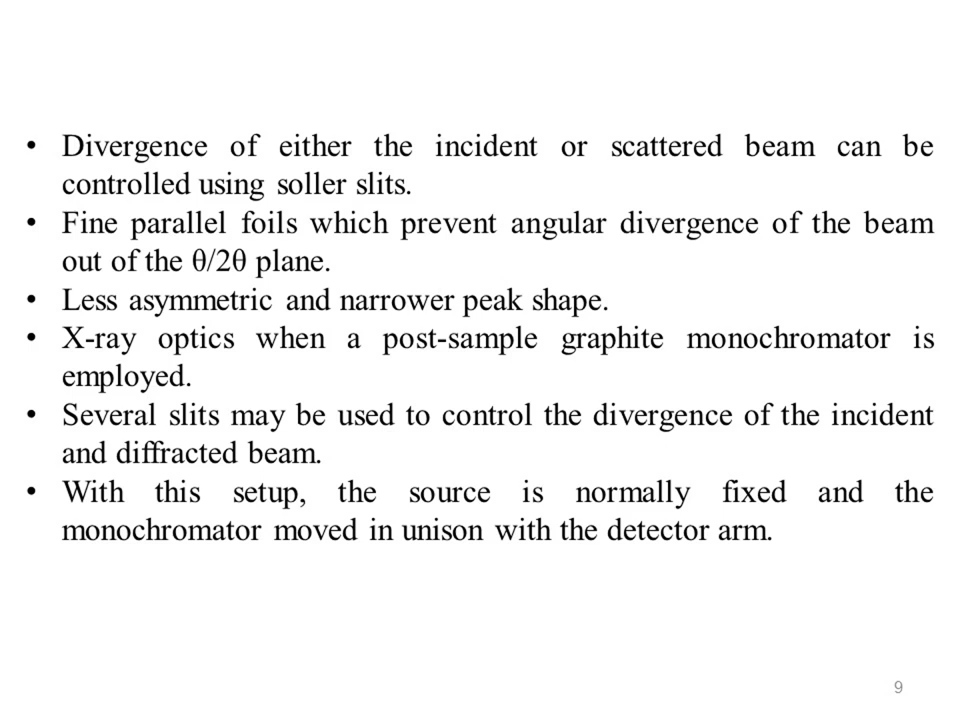 • Divergence of either the incident or scattered beam can be
controlled using soller slits.
• Fine parallel foils which prevent angular divergence of the beam
out of the θ/2θ plane.
• Less asymmetric and narrower peak shape.
• X-ray optics when a post-sample graphite monochromator is
employed.
• Several slits may be used to control the divergence of the incident
and diffracted beam.
• With this setup, the source is normally fixed and the
monochromator moved in unison with the detector arm.
9